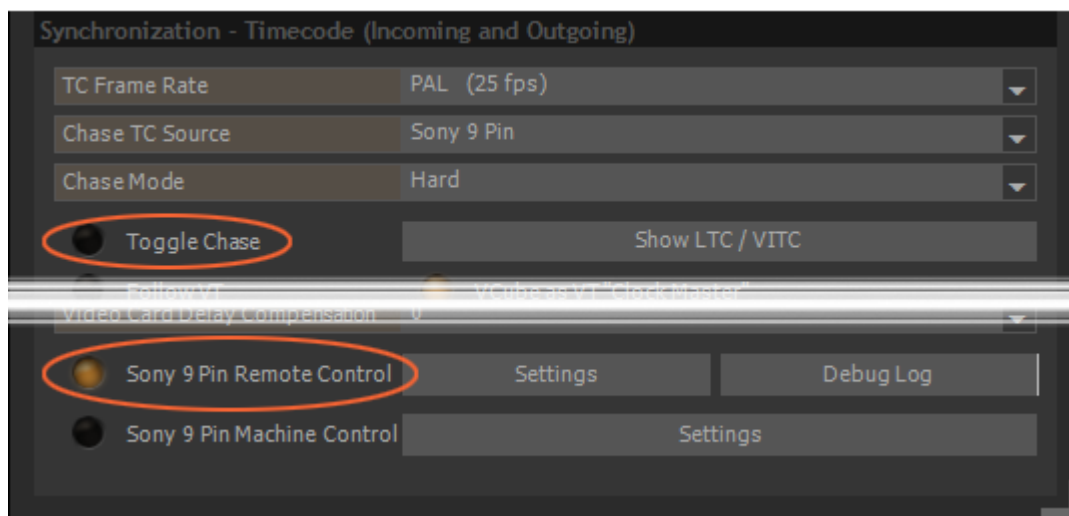 Synchronization - Timecode (Incoming and Outgoing)
TC Frame Rate PAL (25 fps)
Chase TC Source Sony 9 Pin
Chase Mode Hard
Toggle Chase Show LTC / VITC
Follow VT VCube as VT "Clock Master"
Video Card Delay Compensation 0
Sony 9 Pin Remote Control Settings Debug Log
Sony 9 Pin Machine Control Settings